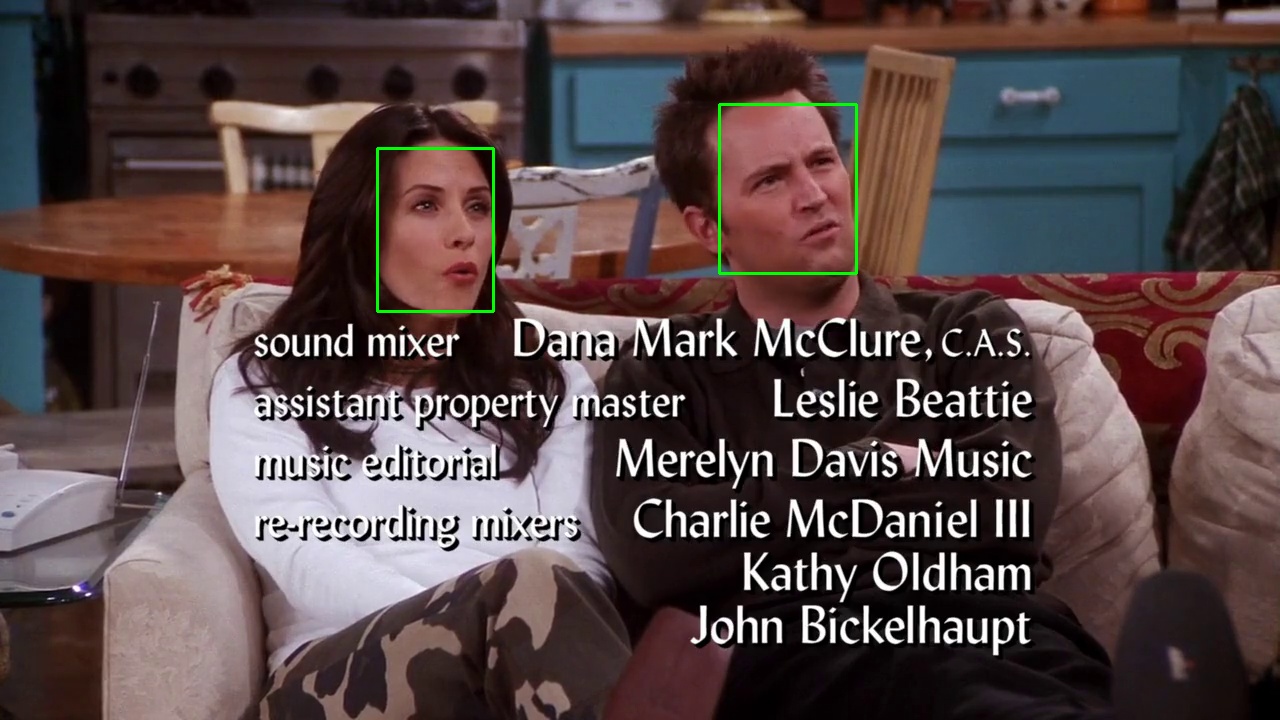 sound mixer Dana Mark McClure, C.A.S.
assistant property master Leslie Beattie
music editorial Merelyn Davis Music
re-recording mixers Charlie McDaniel III
Kathy Oldham
John Bickelhaupt